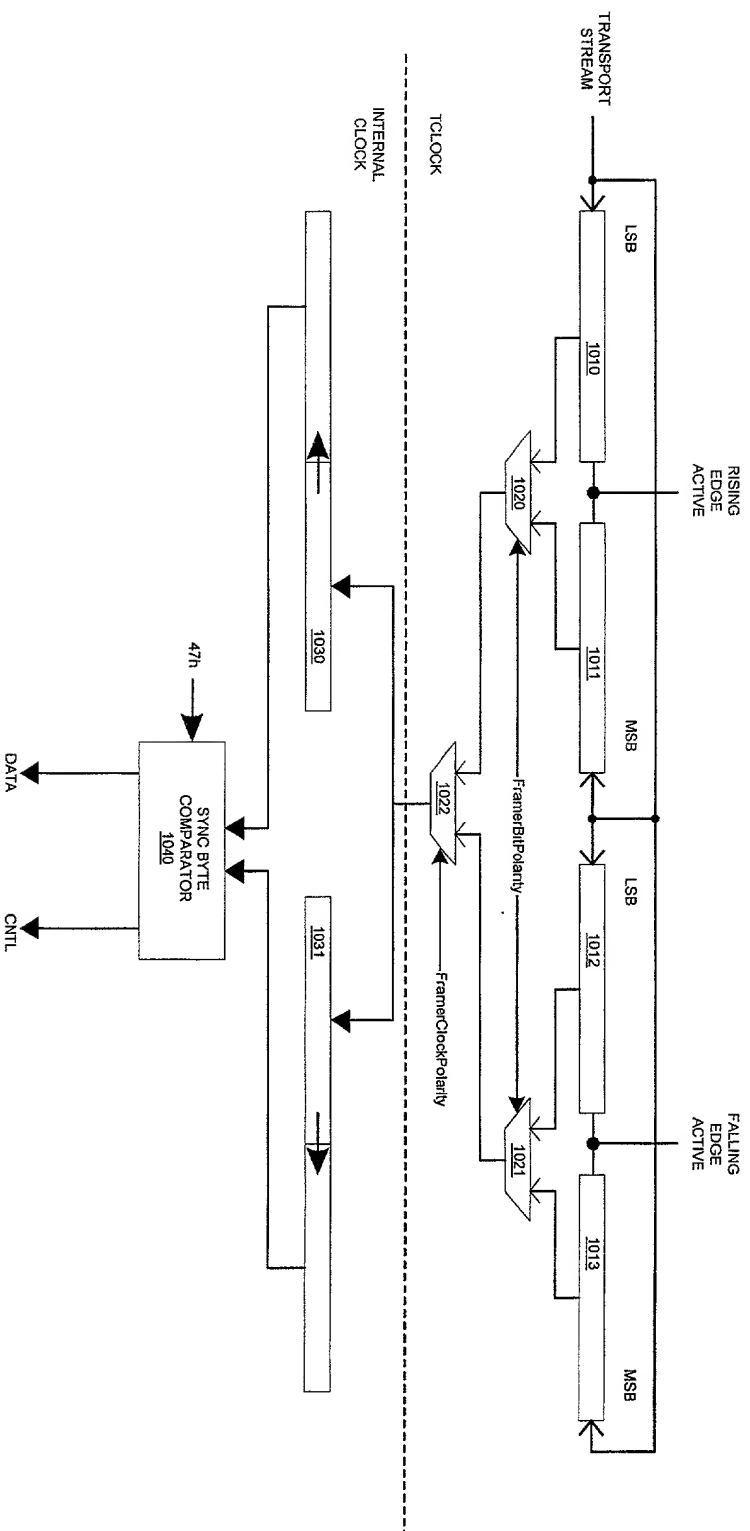 TRANSPORT
STREAM
LSB
1010
RISING
EDGE
ACTIVE
1011
MSB
LSB
1012
FALLING
EDGE
ACTIVE
1013
MSB
1020
FramerBitPolarity
1021
TCLOCK
1022
FramerClockPolarity
INTERNAL
CLOCK
1030
1031
47h
SYNC BYTE
COMPARATOR
1040
DATA
CNTL